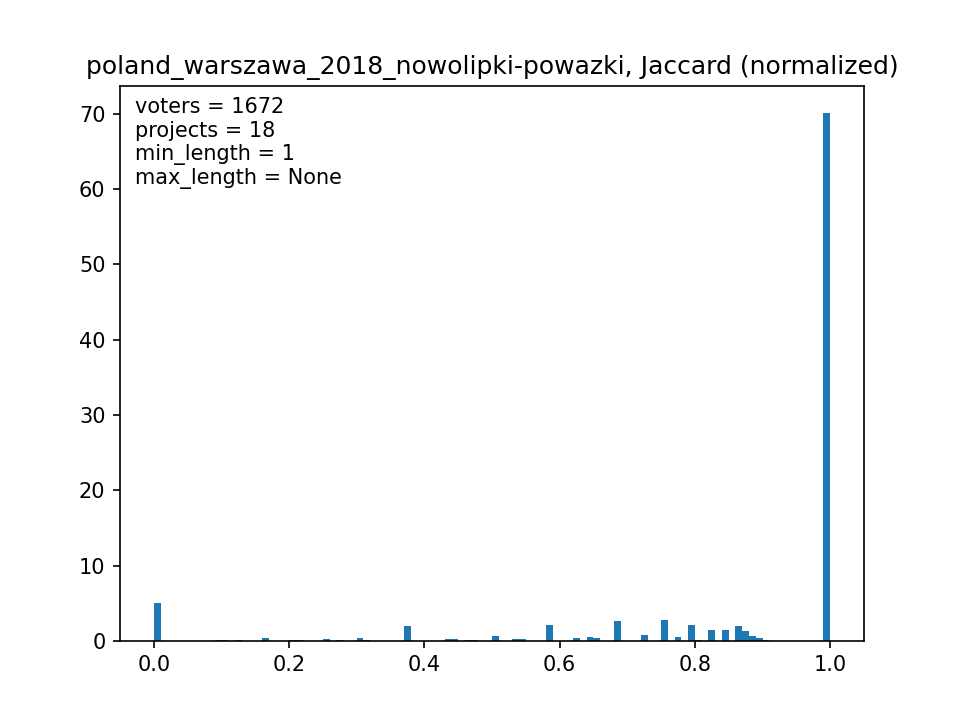 poland_warszawa_2018_nowolipki-powazki, Jaccard (normalized)
voters = 1672
projects = 18
min_length = 1
max_length = None
70
60
50
40
30
20
10
0
0.0 0.2 0.4 0.6 0.8 1.0